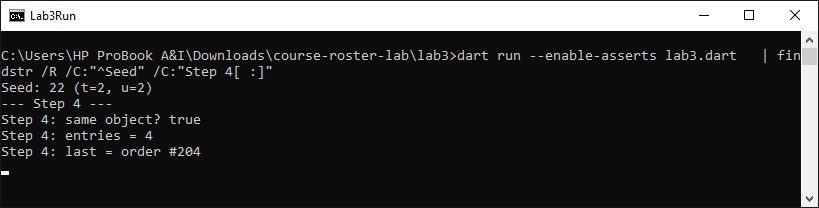 Lab3Run
C:\Users\HP ProBook A&I\Downloads\course-roster-lab\lab3>dart run --enable-asserts lab3.dart   | fin
dstr /R /C:"^Seed" /C:"Step 4[ :]"
Seed: 22 (t=2, u=2)
--- Step 4 ---
Step 4: same object? true
Step 4: entries = 4
Step 4: last = order #204